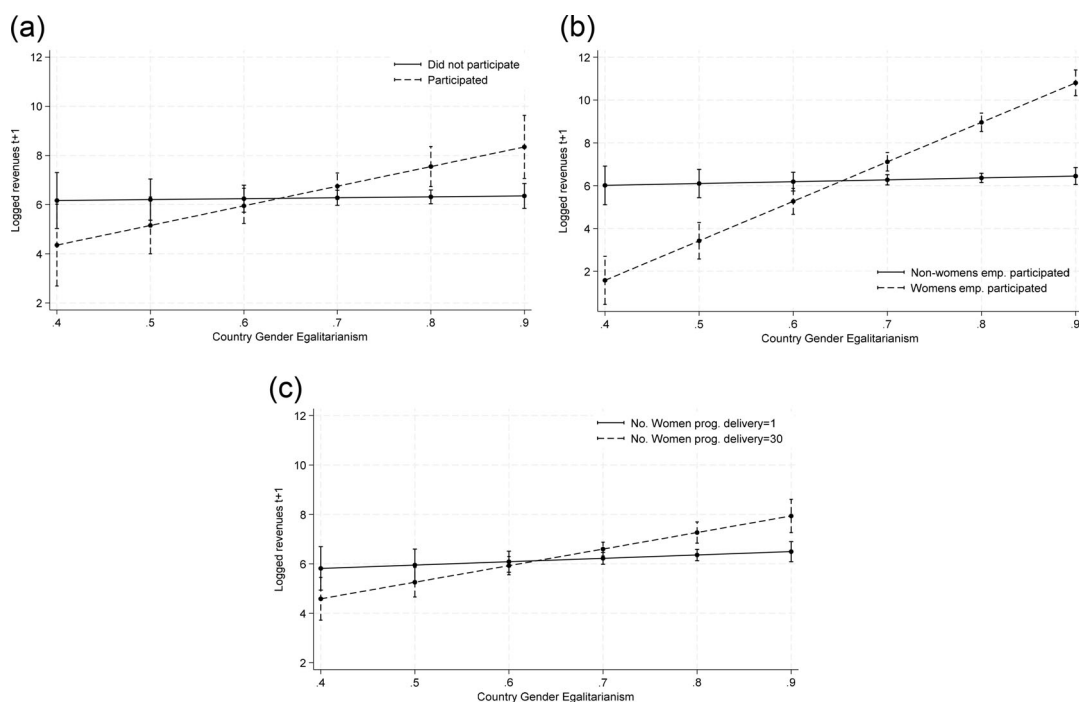 (a)
12
10
8
6
4
2
Logged revenues t+1
Did not participate
Participated
.4 .5 .6 .7 .8 .9
Country Gender Egalitarianism
(b)
12
10
8
6
4
2
Logged revenues t+1
Non-womens emp. participated
Womens emp. participated
.4 .5 .6 .7 .8 .9
Country Gender Egalitarianism
(c)
12
10
8
6
4
2
Logged revenues t+1
No. Women prog. delivery=1
No. Women prog. delivery=30
.4 .5 .6 .7 .8 .9
Country Gender Egalitarianism